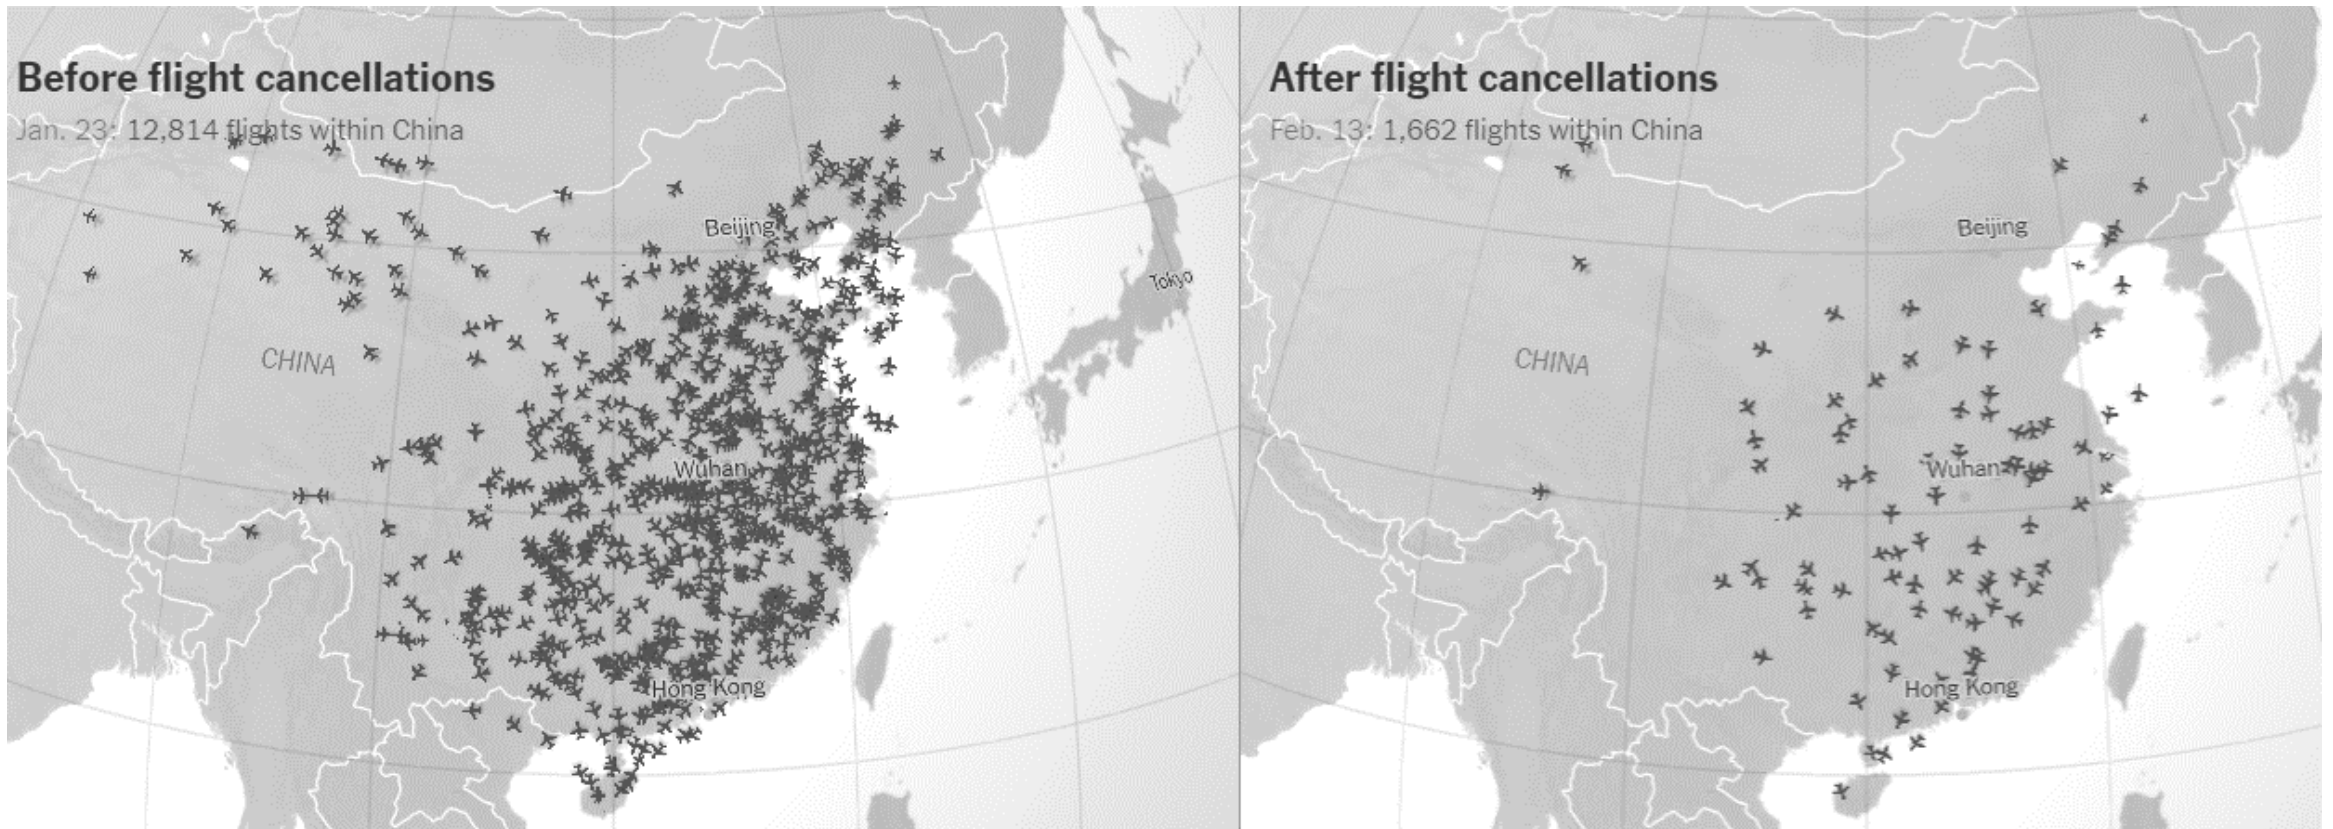 Before flight cancellations
Jan. 23: 12,814 flights within China
Beijing
Tokyo
CHINA
Wuhan
Hong Kong
After flight cancellations
Feb. 13: 1,662 flights within China
Beijing
CHINA
Wuhan
Hong Kong